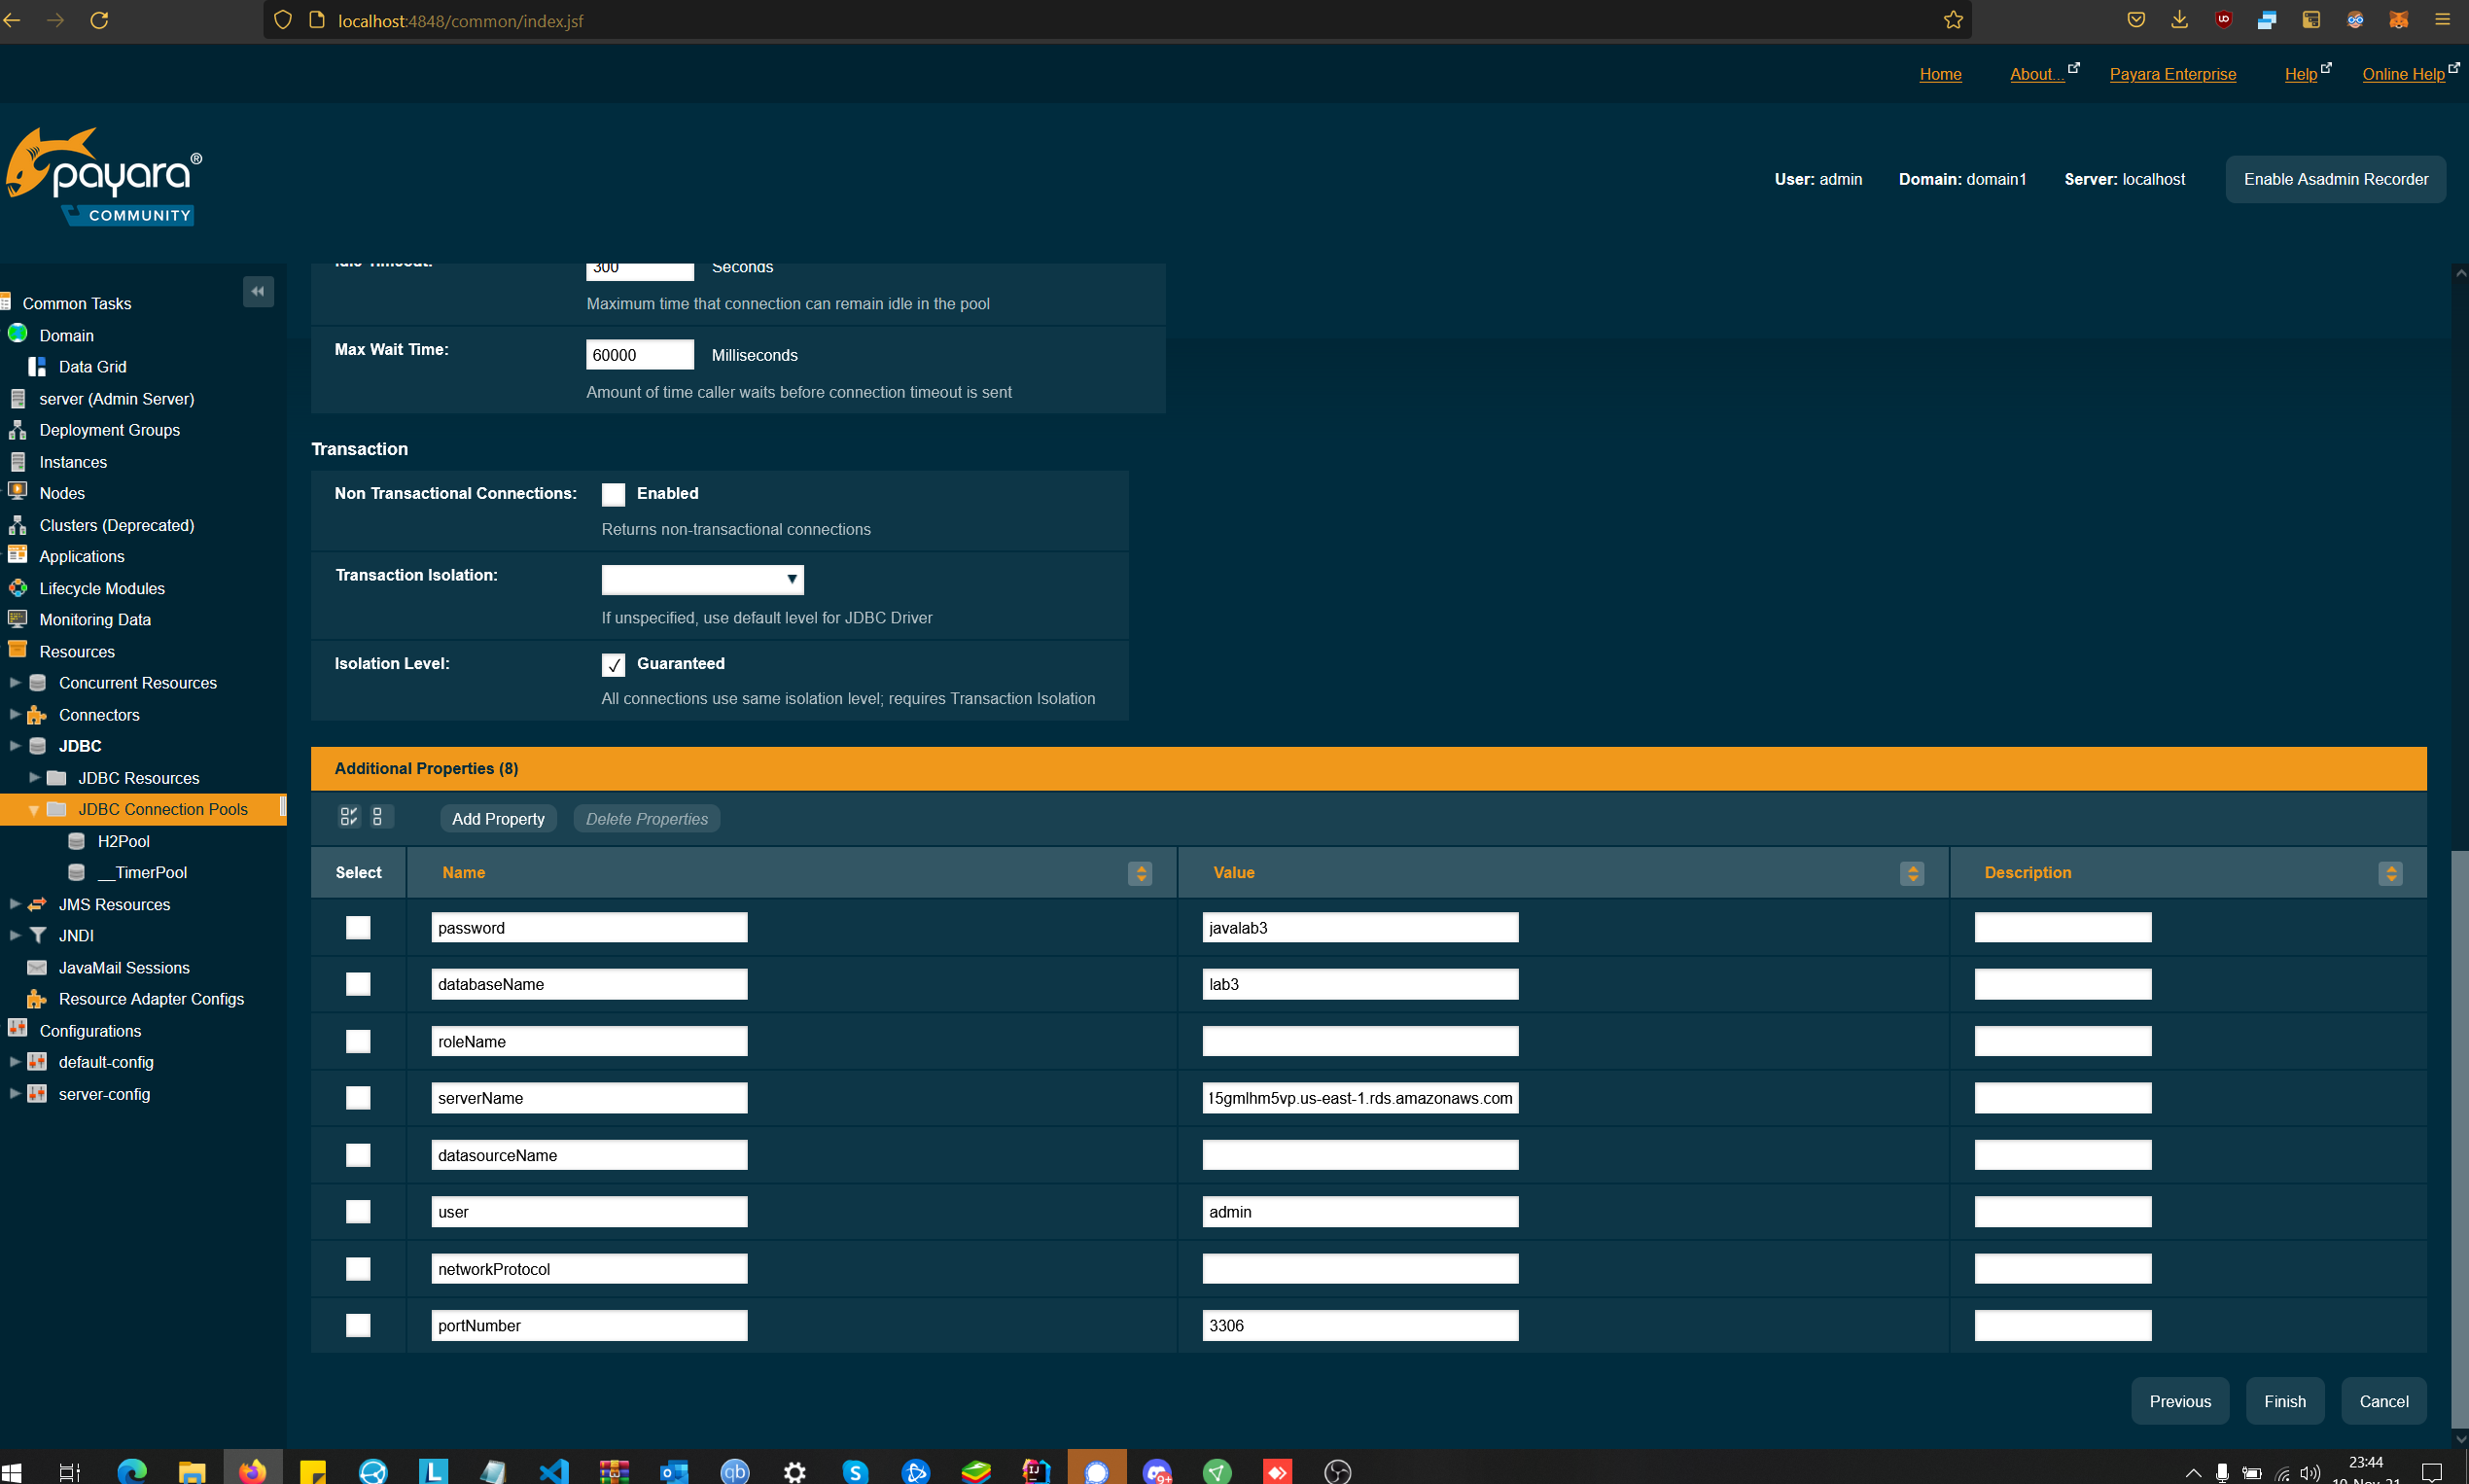 localhost:4848/common/index.jsf
Home About... Payara Enterprise Help Online Help
payara®
COMMUNITY
User: admin Domain: domain1 Server: localhost Enable Asadmin Recorder
Common Tasks
Domain
Data Grid
server (Admin Server)
Deployment Groups
Instances
Nodes
Clusters (Deprecated)
Applications
Lifecycle Modules
Monitoring Data
Resources
Concurrent Resources
Connectors
JDBC
JDBC Resources
JDBC Connection Pools
H2Pool
__TimerPool
JMS Resources
JNDI
JavaMail Sessions
Resource Adapter Configs
Configurations
default-config
server-config
Idle Timeout: 300 Seconds
Maximum time that connection can remain idle in the pool
Max Wait Time: 60000 Milliseconds
Amount of time caller waits before connection timeout is sent
Transaction
Non Transactional Connections: Enabled
Returns non-transactional connections
Transaction Isolation:
If unspecified, use default level for JDBC Driver
Isolation Level: Guaranteed
All connections use same isolation level; requires Transaction Isolation
Additional Properties (8)
Add Property Delete Properties
Select Name Value Description
password javalab3
databaseName lab3
roleName
serverName 15gmlhm5vp.us-east-1.rds.amazonaws.com
datasourceName
user admin
networkProtocol
portNumber 3306
Previous Finish Cancel
23:44